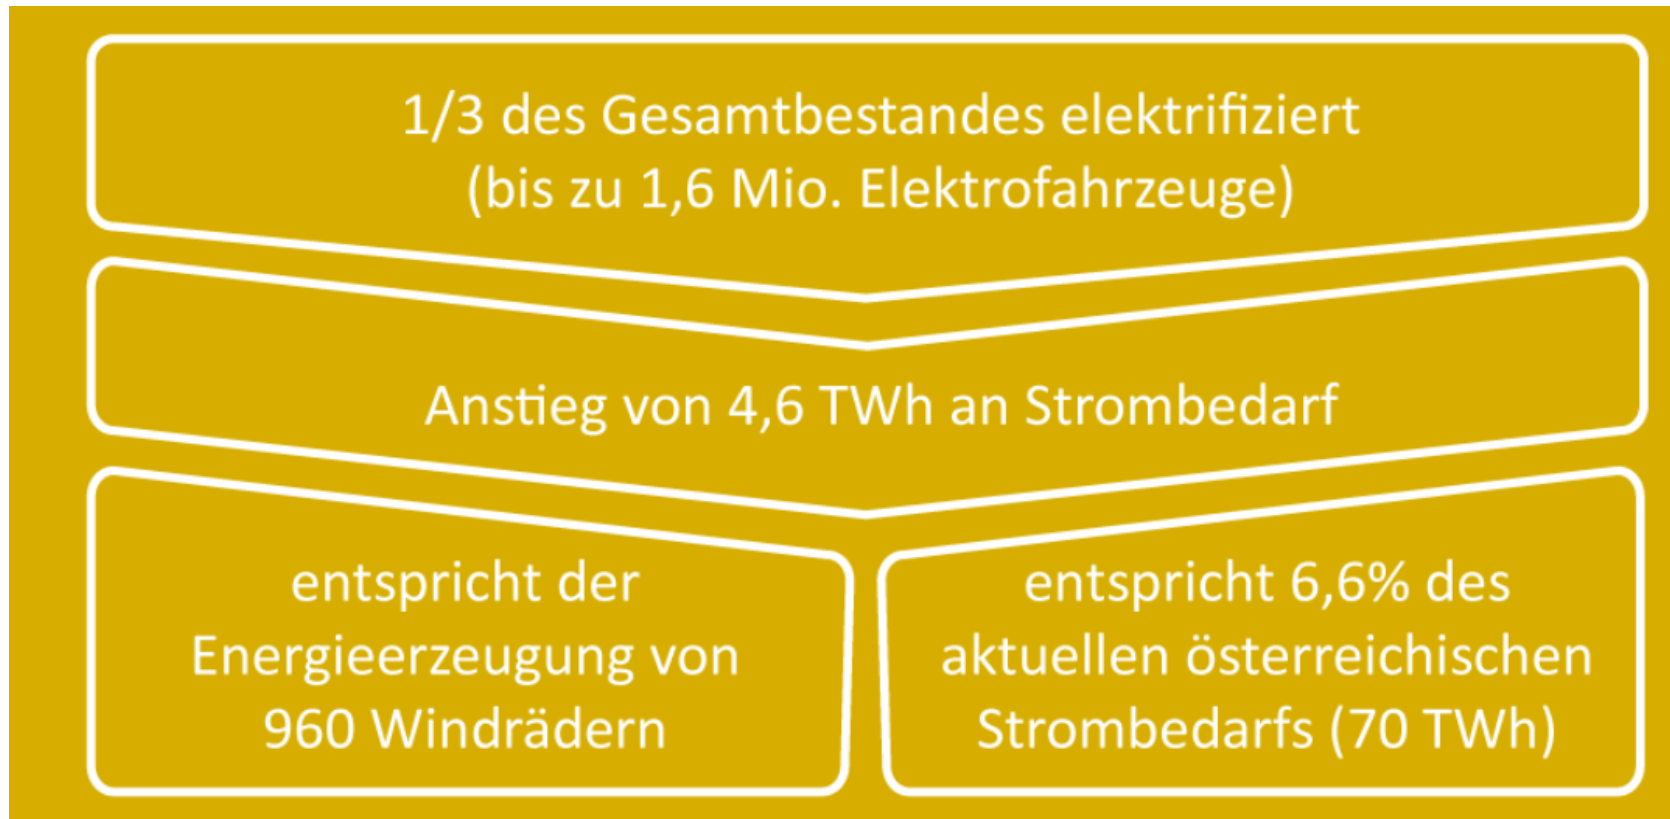 1/3 des Gesamtbestandes elektrifiziert
(bis zu 1,6 Mio. Elektrofahrzeuge)
Anstieg von 4,6 TWh an Strombedarf
entspricht der
Energieerzeugung von
960 Windrädern
entspricht 6,6% des
aktuellen österreichischen
Strombedarfs (70 TWh)